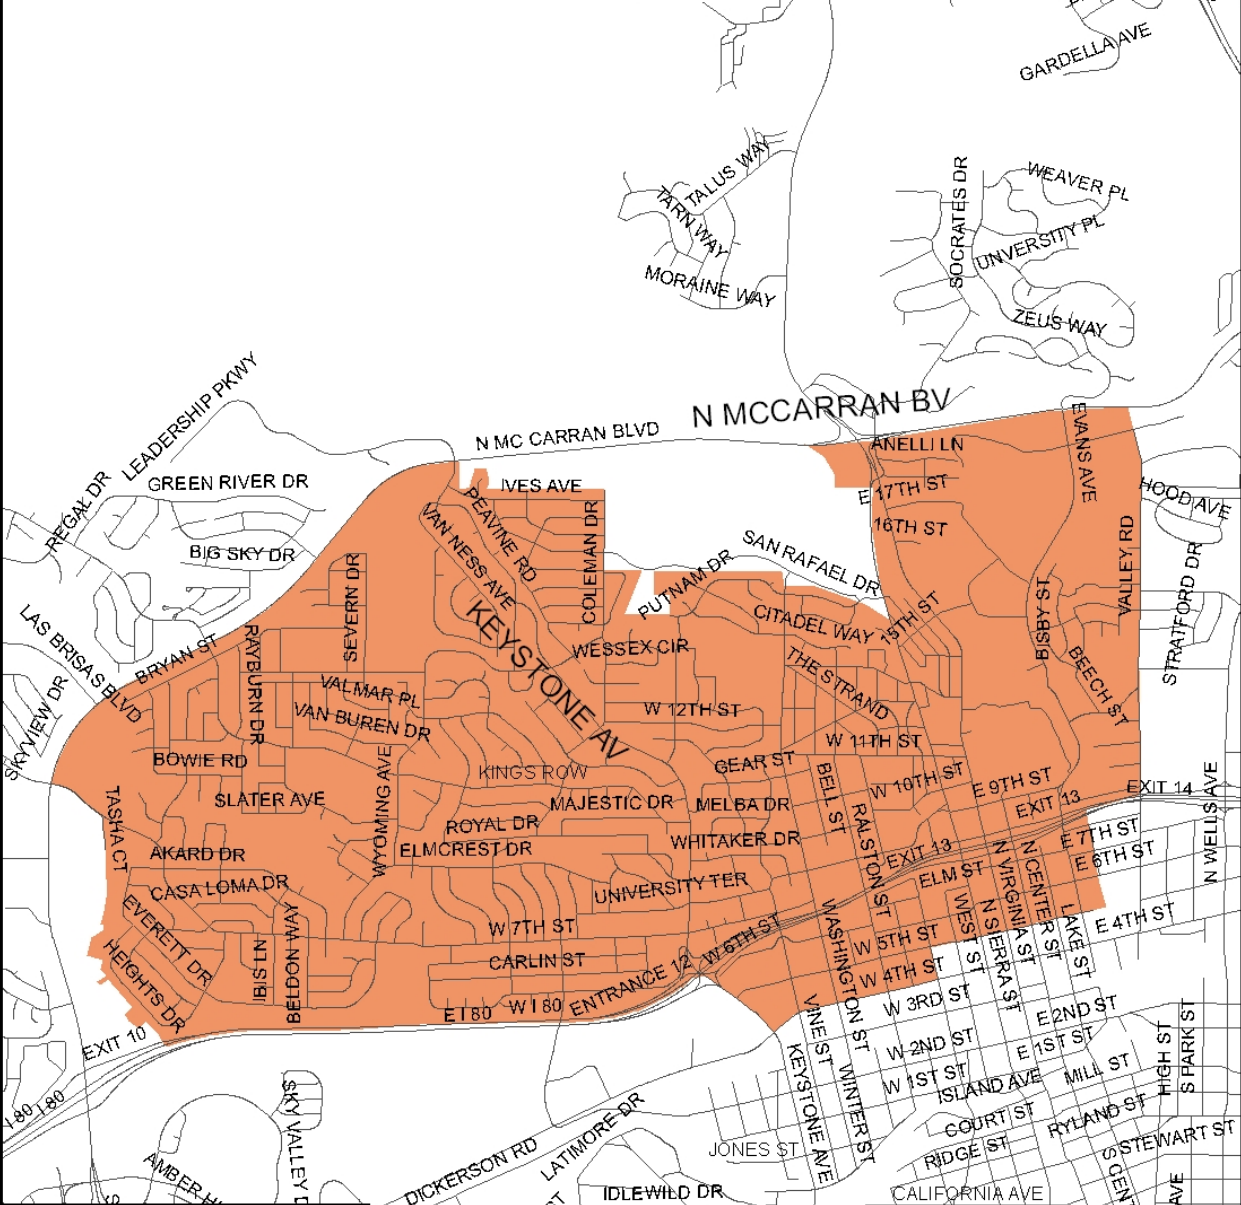 GARDELLA AVE
TALUS WAY
TARN WAY
MORAINE WAY
SOCRATES DR
WEAVER PL
UNVERSITY PL
ZEUS WAY
LEADERSHIP PKWY
N MCCARRAN BV
N MC CARRAN BLVD
ANELLI LN
EVANS AVE
REGAL DR
GREEN RIVER DR
BIG SKY DR
IVES AVE
PEAVINE RD
VAN NESS AVE
COLEMAN DR
E 17TH ST
16TH ST
HOOD AVE
VALLEY RD
STRATFORD DR
SAN RAFAEL DR
PUTNAM DR
CITADEL WAY
15TH ST
BISBY ST
BEECH ST
SEVERN DR
LAS BRISAS BLVD
BRYAN ST
RAYBURN DR
KEYSTONE AV
WESSEX CIR
THE STRAND
SKYVIEW DR
VALMAR PL
VAN BUREN DR
W 12TH ST
W 11TH ST
BOWIE RD
WYOMING AVE
KINGS ROW
GEAR ST
BELL ST
W 10TH ST
E 9TH ST
EXIT 14
N WELLS AVE
TASHA CT
SLATER AVE
MAJESTIC DR
MELBA DR
RALSTON ST
EXIT 13
ROYAL DR
WHITAKER DR
EXIT 13
E 7TH ST
E 6TH ST
AKARD DR
ELMCREST DR
ELM ST
N VIRGINIA ST
N CENTER ST
CASA LOMA DR
UNIVERSITY TER
WEST ST
N SIERRA ST
LAKE ST
E 4TH ST
EVERETT DR
BELDON WAY
IBIS LN
W 7TH ST
W 6TH ST
WASHINGTON ST
W 5TH ST
HEIGHTS DR
CARLIN ST
ENTRANCE 12
W 4TH ST
E I 80
W I 80
VINE ST
W 3RD ST
E 2ND ST
EXIT 10
W 2ND ST
E 1ST ST
HIGH ST
S PARK ST
I 80
I 80
SKY VALLEY D
KEYSTONE AVE
WINTER ST
W 1ST ST
ISLAND AVE
MILL ST
LATIMORE DR
COURT ST
RYLAND ST
DICKERSON RD
JONES ST
RIDGE ST
STEWART ST
AMBER H
IDLEWILD DR
CALIFORNIA AVE
S CEN
AVE
ST